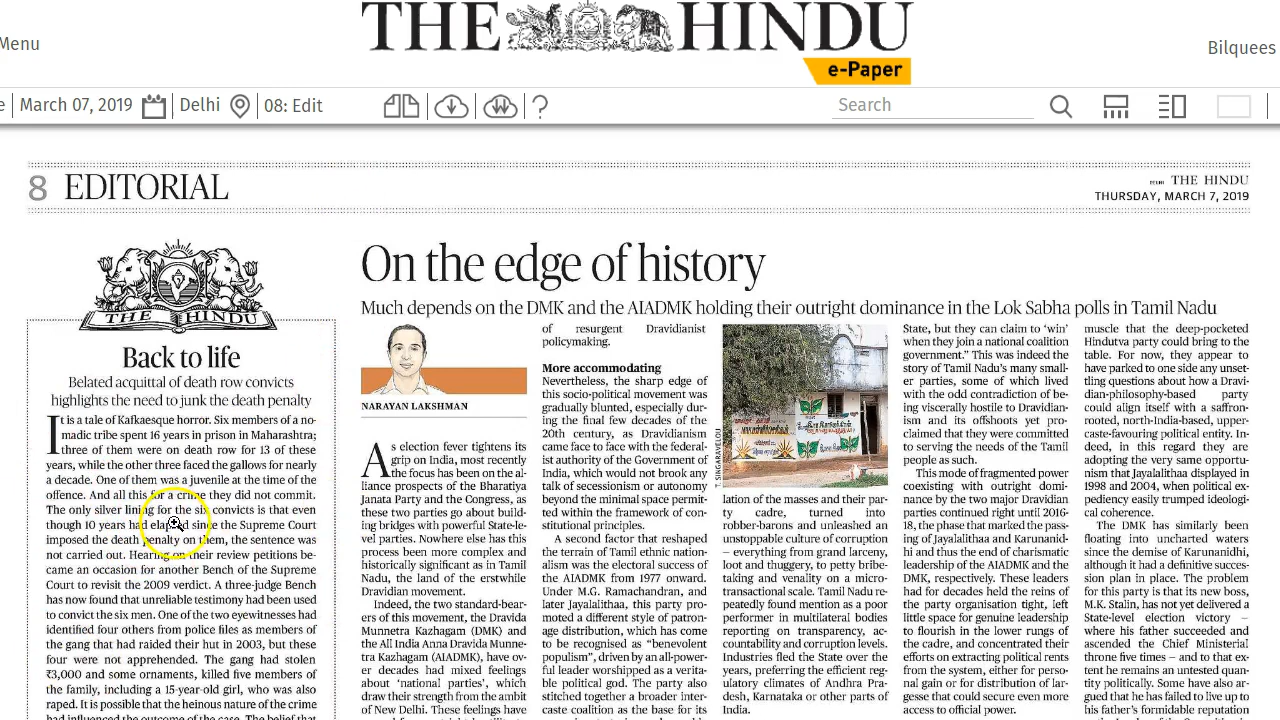 Menu
THE HINDU
e-Paper
Bilquees
March 07, 2019
Delhi
08: Edit
?
Search
8 EDITORIAL
THE HINDU
THURSDAY, MARCH 7, 2019
THE HINDU
Back to life
Belated acquittal of death row convicts
highlights the need to junk the death penalty
It is a tale of Kafkaesque horror. Six members of a no-
madic tribe spent 16 years in prison in Maharashtra;
three of them were on death row for 13 of these
years, while the other three faced the gallows for nearly
a decade. One of them was a juvenile at the time of the
offence. And all this for a crime they did not commit.
The only silver lining for the six convicts is that even
though 10 years had elapsed since the Supreme Court
imposed the death penalty on them, the sentence was
not carried out. Hearing on their review petitions be-
came an occasion for another Bench of the Supreme
Court to revisit the 2009 verdict. A three-judge Bench
has now found that unreliable testimony had been used
to convict the six men. One of the two eyewitnesses had
identified four others from police files as members of
the gang that had raided their hut in 2003, but these
four were not apprehended. The gang had stolen
₹3,000 and some ornaments, killed five members of
the family, including a 15-year-old girl, who was also
raped. It is possible that the heinous nature of the crime
had influenced the outcome of the case. The belief that
On the edge of history
Much depends on the DMK and the AIADMK holding their outright dominance in the Lok Sabha polls in Tamil Nadu
NARAYAN LAKSHMAN
As election fever tightens its
grip on India, most recently
the focus has been on the al-
liance prospects of the Bharatiya
Janata Party and the Congress, as
these two parties go about build-
ing bridges with powerful State-le-
vel parties. Nowhere else has this
process been more complex and
historically significant as in Tamil
Nadu, the land of the erstwhile
Dravidian movement.
Indeed, the two standard-bear-
ers of this movement, the Dravida
Munnetra Kazhagam (DMK) and
the All India Anna Dravida Munne-
tra Kazhagam (AIADMK), have ov-
er decades had mixed feelings
about ‘national parties’, which
draw their strength from the ambit
of New Delhi. These feelings have
of resurgent Dravidianist
policymaking.
More accommodating
Nevertheless, the sharp edge of
this socio-political movement was
gradually blunted, especially dur-
ing the final few decades of the
20th century, as Dravidianism
came face to face with the federal-
ist authority of the Government of
India, which would not brook any
talk of secessionism or autonomy
beyond the minimal space permit-
ted within the framework of con-
stitutional principles.
A second factor that reshaped
the terrain of Tamil ethnic nation-
alism was the electoral success of
the AIADMK from 1977 onward.
Under M.G. Ramachandran, and
later Jayalalithaa, this party pro-
moted a different style of patron-
age distribution, which has come
to be recognised as “benevolent
populism”, driven by an all-power-
ful leader worshipped as a verita-
ble political god. The party also
stitched together a broader inter-
caste coalition as the base for its
T. SINGARAVELOU
lation of the masses and their par-
ty cadre, turned into
robber-barons and unleashed an
unstoppable culture of corruption
– everything from grand larceny,
loot and thuggery, to petty bribe-
taking and venality on a micro-
transactional scale. Tamil Nadu re-
peatedly found mention as a poor
performer in multilateral bodies
reporting on transparency, ac-
countability and corruption levels.
Industries fled the State over the
years, preferring the efficient reg-
ulatory climates of Andhra Pra-
desh, Karnataka or other parts of
India.
State, but they can claim to ‘win’
when they join a national coalition
government.” This was indeed the
story of Tamil Nadu’s many small-
er parties, some of which lived
with the odd contradiction of be-
ing viscerally hostile to Dravidian-
ism and its offshoots yet pro-
claimed that they were committed
to serving the needs of the Tamil
people as such.
This mode of fragmented power
coexisting with outright dom-
inance by the two major Dravidian
parties continued right until 2016-
18, the phase that marked the pass-
ing of Jayalalithaa and Karunanid-
hi and thus the end of charismatic
leadership of the AIADMK and the
DMK, respectively. These leaders
had for decades held the reins of
the party organisation tight, left
little space for genuine leadership
to flourish in the lower rungs of
the cadre, and concentrated their
efforts on extracting political rents
from the system, either for perso-
nal gain or for distribution of lar-
gesse that could secure even more
access to official power.
muscle that the deep-pocketed
Hindutva party could bring to the
table. For now, they appear to
have parked to one side any unset-
tling questions about how a Dravi-
dian-philosophy-based party
could align itself with a saffron-
rooted, north-India-based, upper-
caste-favouring political entity. In-
deed, in this regard they are
adopting the very same opportu-
nism that Jayalalithaa displayed in
1998 and 2004, when political ex-
pediency easily trumped ideologi-
cal coherence.
The DMK has similarly been
floating into uncharted waters
since the demise of Karunanidhi,
although it had a definitive succes-
sion plan in place. The problem
for this party is that its new boss,
M.K. Stalin, has not yet delivered a
State-level election victory –
where his father succeeded and
ascended the Chief Ministerial
throne five times – and to that ex-
tent he remains an untested quan-
tity politically. Some have also ar-
gued that he has failed to live up to
his father’s formidable reputation